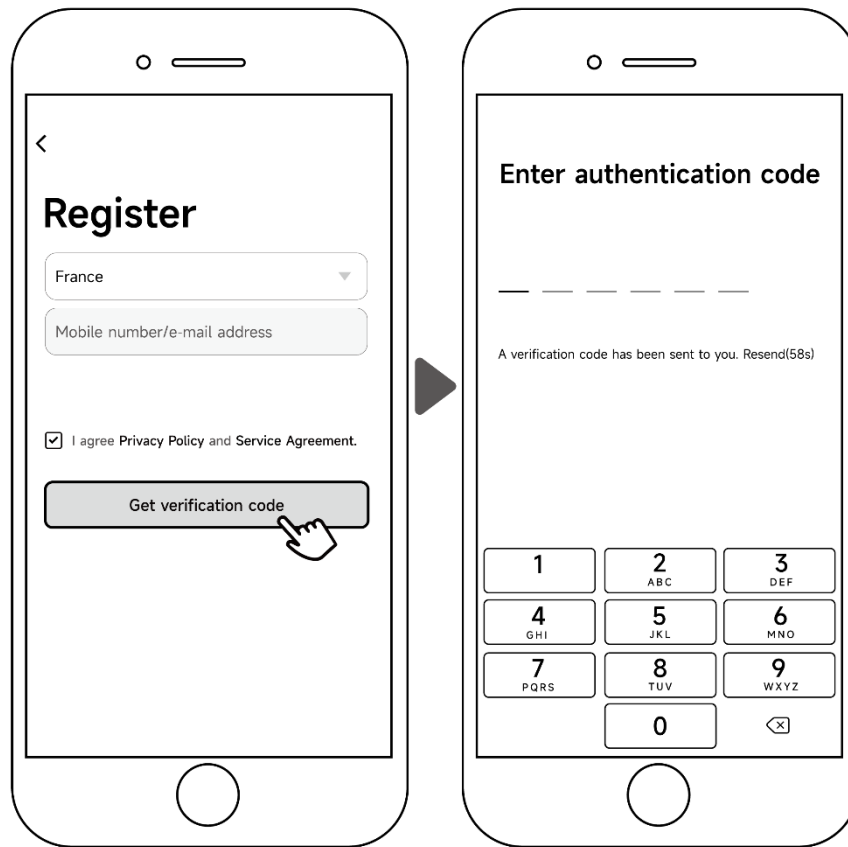 Register
France
Mobile number/e-mail address
I agree Privacy Policy and Service Agreement.
Get verification code
Enter authentication code
A verification code has been sent to you. Resend(58s)
1
2
ABC
3
DEF
4
GHI
5
JKL
6
MNO
7
PQRS
8
TUV
9
WXYZ
0